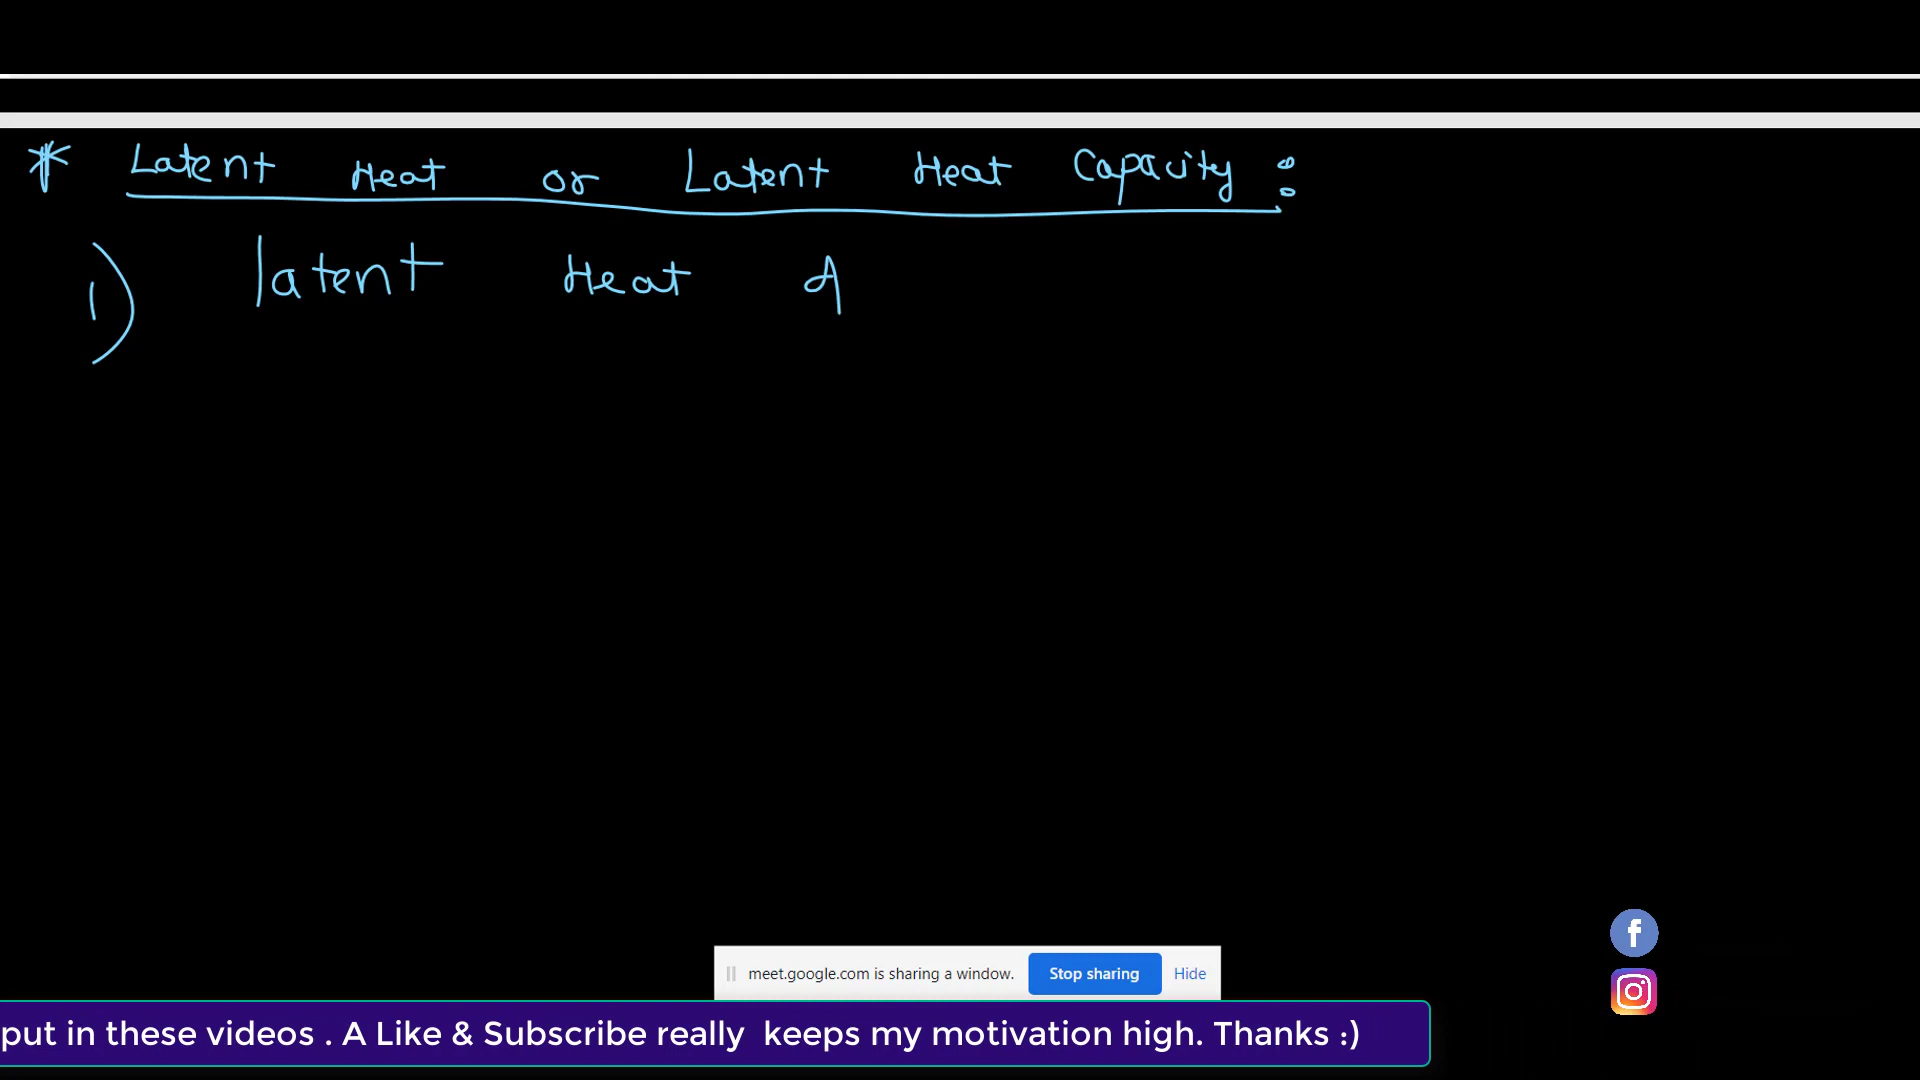 * Latent Heat or Latent Heat Capacity :
1) latent Heat of
meet.google.com is sharing a window. Stop sharing Hide
put in these videos . A Like & Subscribe really keeps my motivation high. Thanks :)